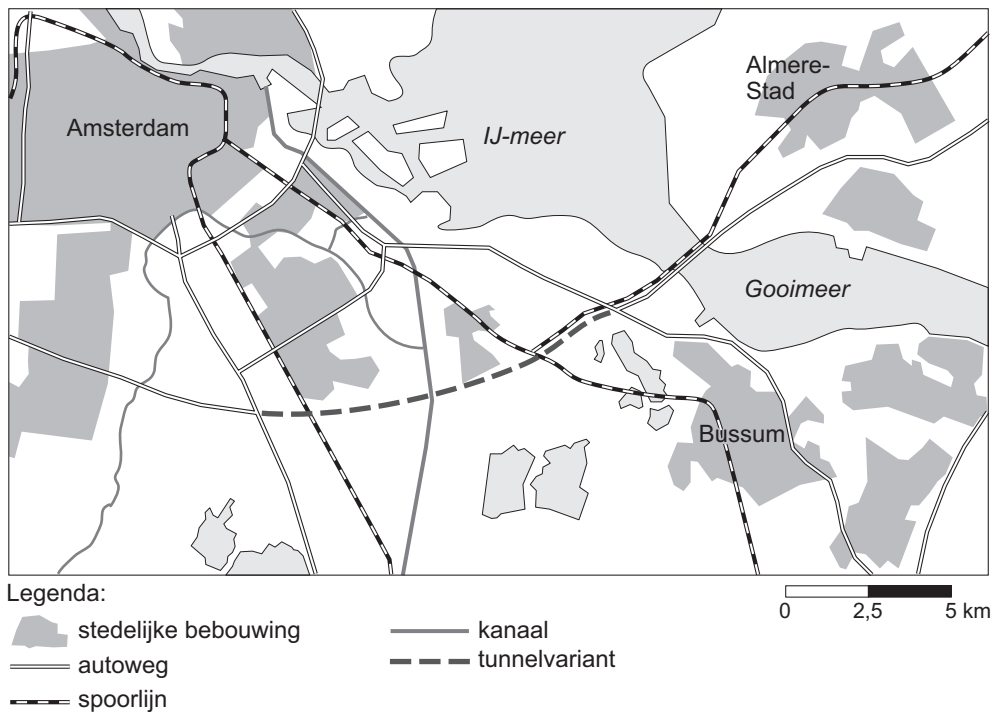 Almere-
Stad
Amsterdam
IJ-meer
Gooimeer
Bussum
Legenda:
stedelijke bebouwing
autoweg
spoorlijn
kanaal
tunnelvariant
0 2,5 5 km